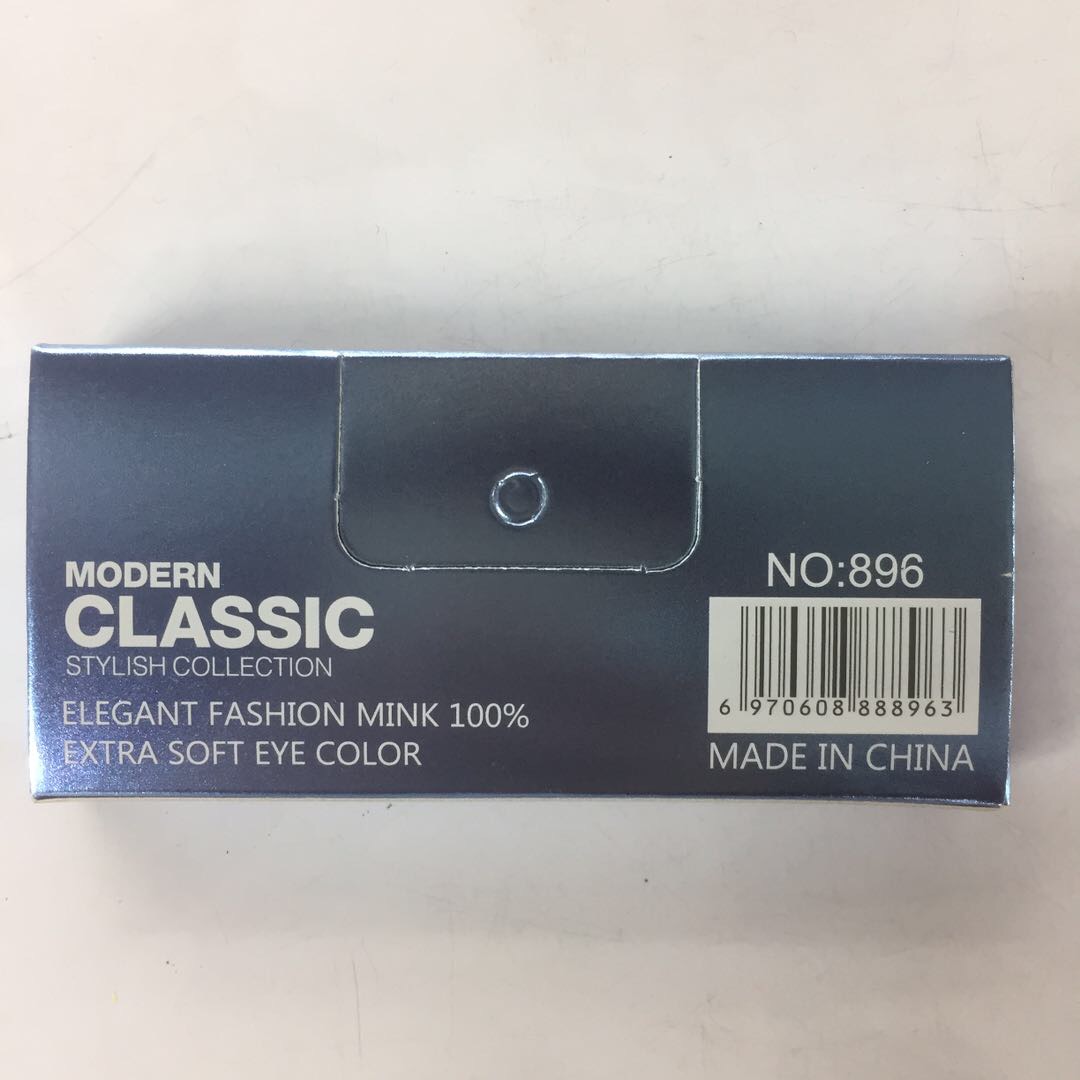 MODERN
CLASSIC
STYLISH COLLECTION
ELEGANT FASHION MINK 100%
EXTRA SOFT EYE COLOR
NO:896
6 970608 888963
MADE IN CHINA